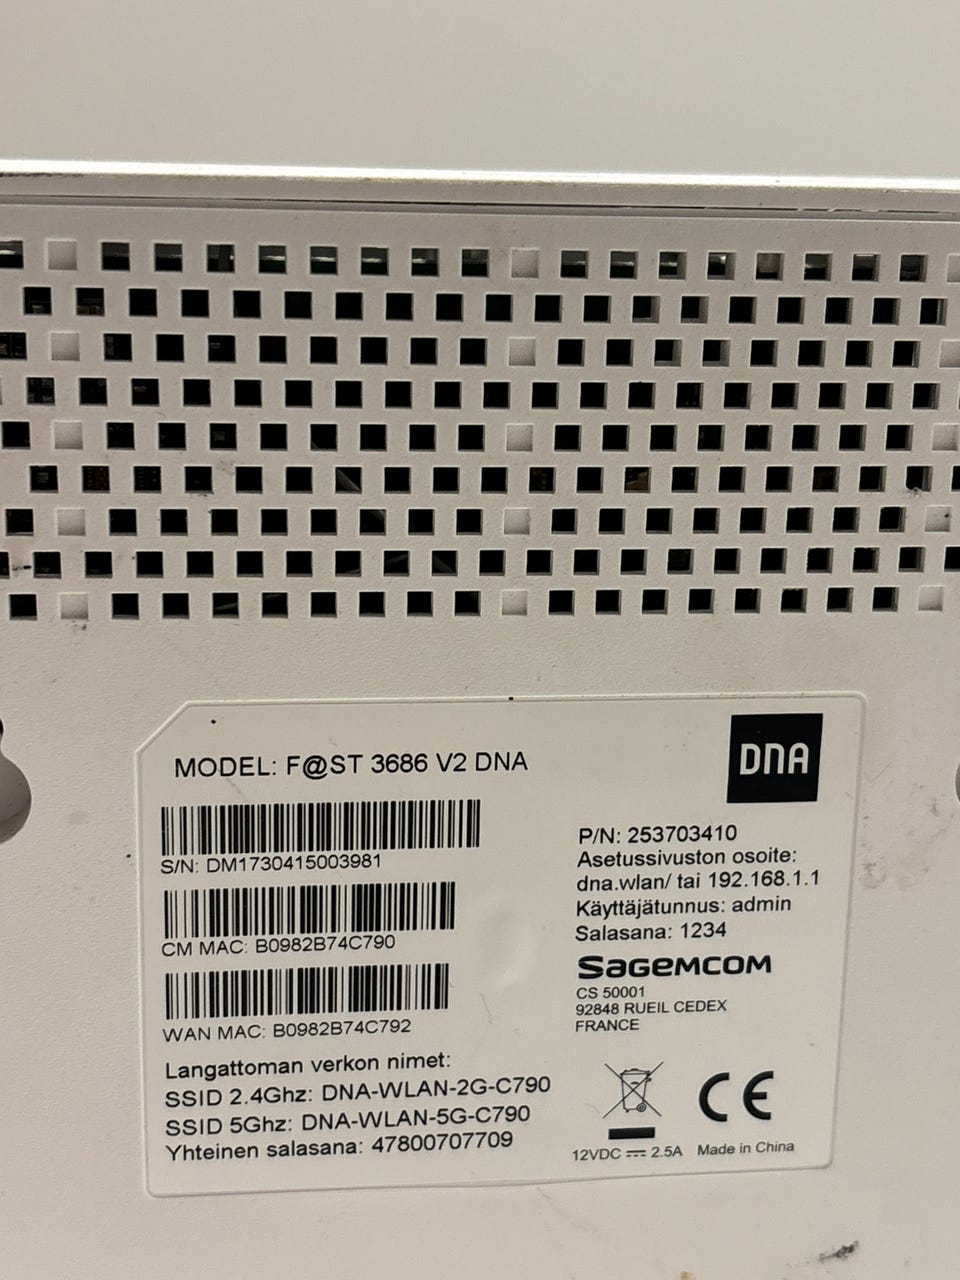 MODEL: F@ST 3686 V2 DNA
DNA
S/N: DM1730415003981
CM MAC: B0982B74C790
WAN MAC: B0982B74C792
P/N: 253703410
Asetussivuston osoite:
dna.wlan/ tai 192.168.1.1
Käyttäjätunnus: admin
Salasana: 1234
SAGEMCOM
CS 50001
92848 RUEIL CEDEX
FRANCE
Langattoman verkon nimet:
SSID 2.4Ghz: DNA-WLAN-2G-C790
SSID 5Ghz: DNA-WLAN-5G-C790
Yhteinen salasana: 47800707709
CE
12VDC ⎓ 2.5A Made in China